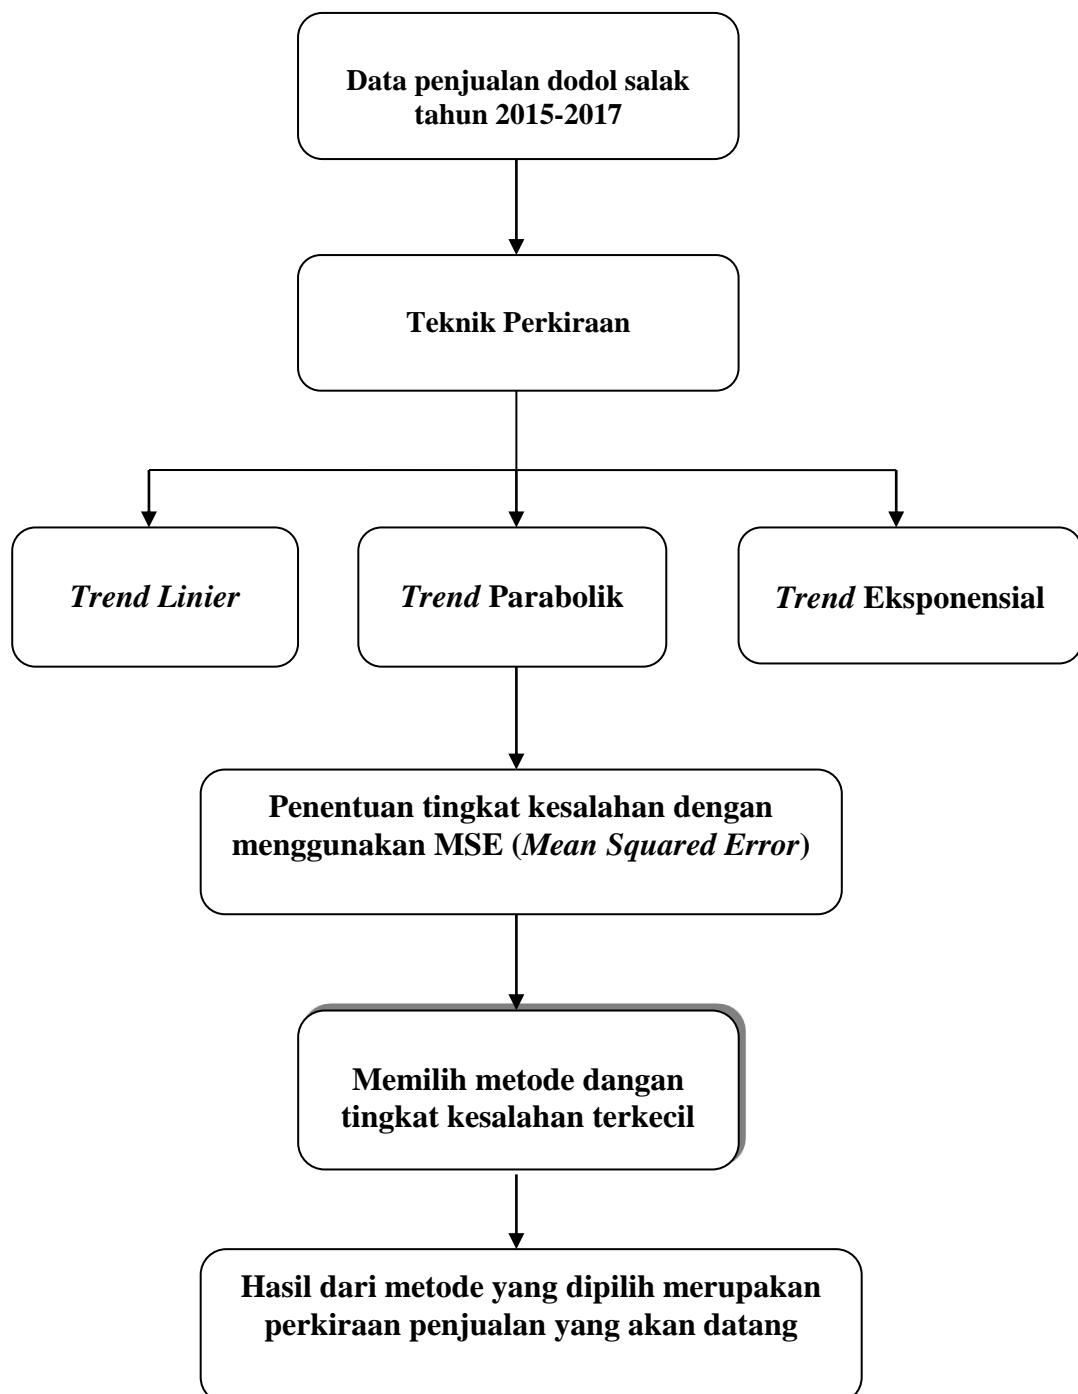 Data penjualan dodol salak
tahun 2015-2017
Teknik Perkiraan
Trend Linier
Trend Parabolik
Trend Eksponensial
Penentuan tingkat kesalahan dengan
menggunakan MSE (Mean Squared Error)
Memilih metode dangan
tingkat kesalahan terkecil
Hasil dari metode yang dipilih merupakan
perkiraan penjualan yang akan datang